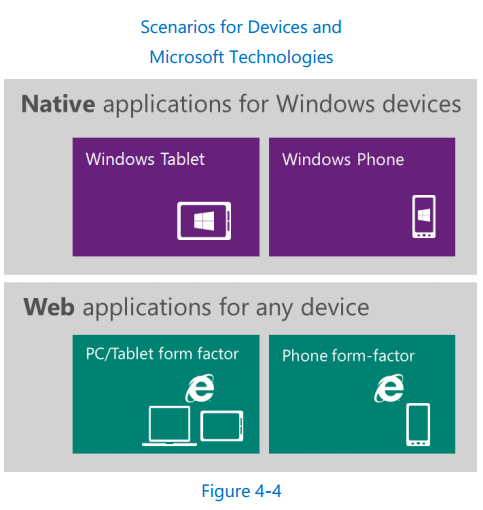 Scenarios for Devices and
Microsoft Technologies
Native applications for Windows devices
Windows Tablet
Windows Phone
Web applications for any device
PC/Tablet form factor
Phone form-factor
Figure 4-4